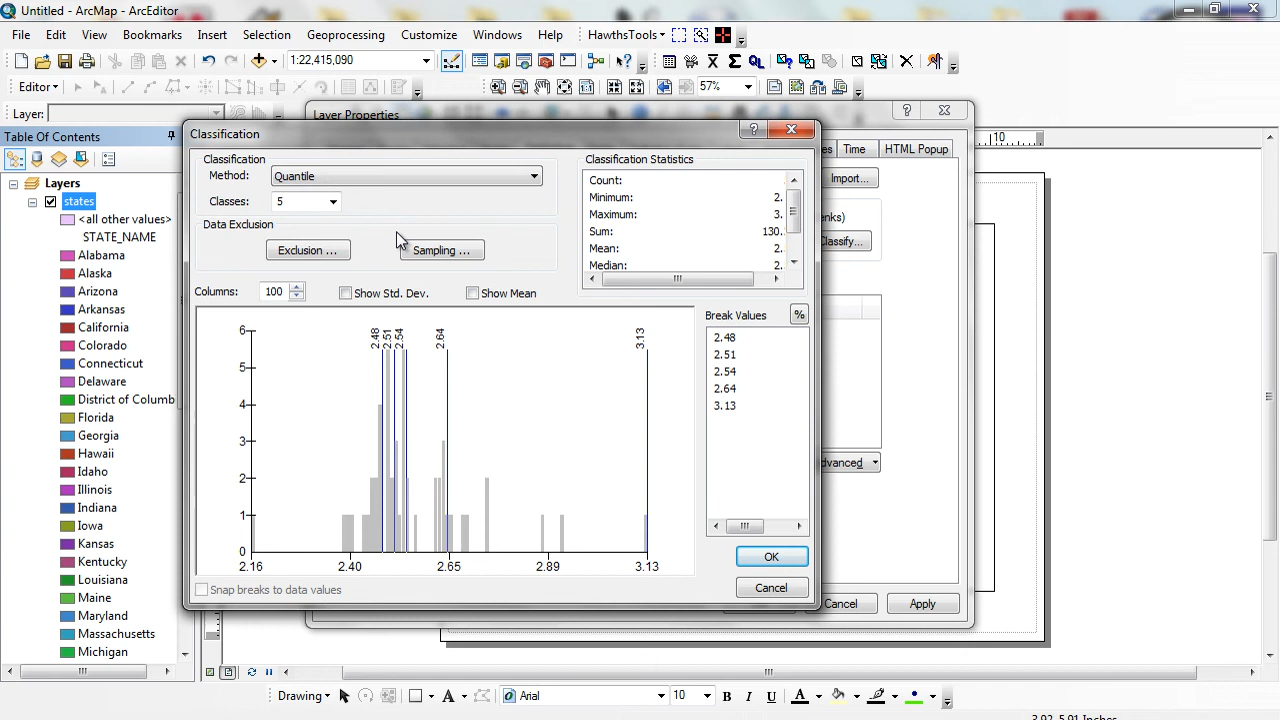 Untitled - ArcMap - ArcEditor
File Edit View Bookmarks Insert Selection Geoprocessing Customize Windows Help HawthsTools
1:22,415,090
Editor 57%
Layer:
Table Of Contents
Layers
states
<all other values>
STATE_NAME
Alabama
Alaska
Arizona
Arkansas
California
Colorado
Connecticut
Delaware
District of Columb
Florida
Georgia
Hawaii
Idaho
Illinois
Indiana
Iowa
Kansas
Kentucky
Louisiana
Maine
Maryland
Massachusetts
Michigan
Layer Properties
Time HTML Popup
Import...
Classify...
Cancel Apply
Classification
Classification
Method: Quantile
Classes: 5
Data Exclusion
Exclusion ... Sampling ...
Classification Statistics
Count:
Minimum: 2.
Maximum: 3.
Sum: 130.
Mean: 2.
Median: 2.
Columns: 100 Show Std. Dev. Show Mean
6
5
4
3
2
1
0
2.48 2.51 2.54 2.64 3.13
2.16 2.40 2.65 2.89 3.13
Break Values %
2.48
2.51
2.54
2.64
3.13
OK
Cancel
Snap breaks to data values
10
Drawing Arial 10 B I U A